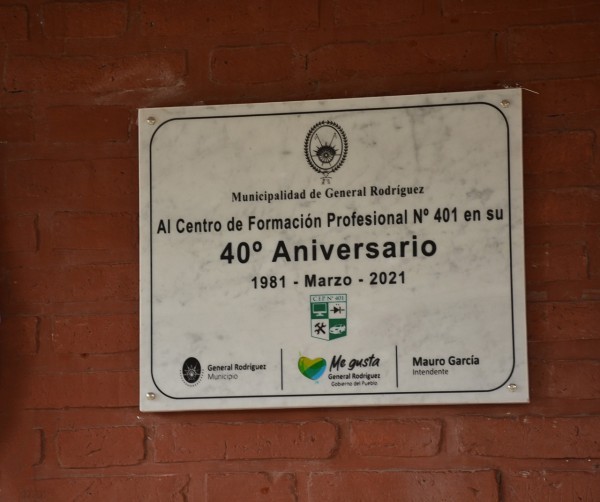 Municipalidad de General Rodríguez
Al Centro de Formación Profesional Nº 401 en su
40º Aniversario
1981 - Marzo - 2021
C.F.P. Nº 401
General Rodríguez
Municipio
Me gusta
General Rodríguez
Gobierno del Pueblo
Mauro García
Intendente